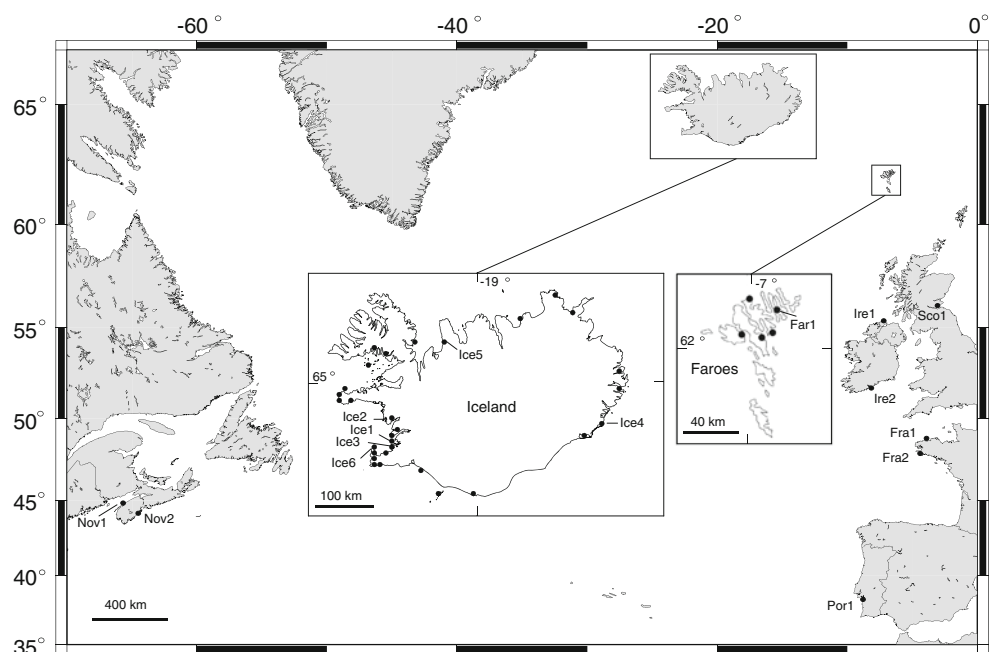 -60° -40° -20° 0°
65°
60°
55°
50°
45°
40°
35°
-19°
65°
Ice5
Iceland
Ice2
Ice1
Ice3
Ice6
Ice4
100 km
-7°
Far1
62°
Faroes
40 km
Ire1
Sco1
Ire2
Fra1
Fra2
Nov1
Nov2
Por1
400 km